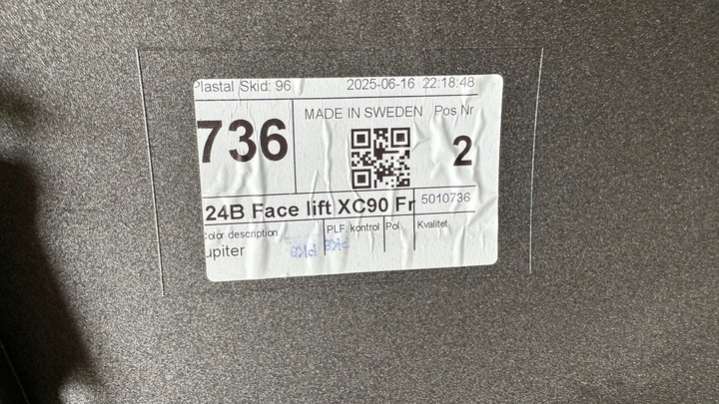 Plastal Skid: 96 2025-06-16 22:18:48
MADE IN SWEDEN Pos Nr
736 2
24B Face lift XC90 Fr 5010736
Color description PLF. kontrol Pol Kvalitet
upiter